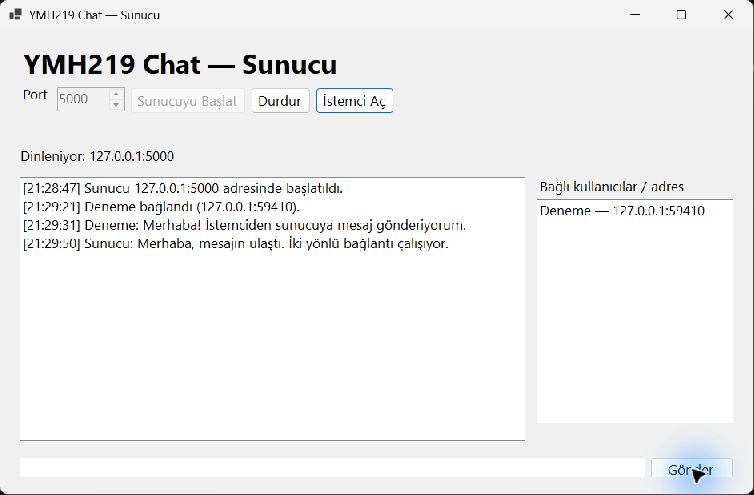 YMH219 Chat — Sunucu
YMH219 Chat — Sunucu
Port 5000 Sunucuyu Başlat Durdur İstemci Aç
Dinleniyor: 127.0.0.1:5000
[21:28:47] Sunucu 127.0.0.1:5000 adresinde başlatıldı.
[21:29:21] Deneme bağlandı (127.0.0.1:59410).
[21:29:31] Deneme: Merhaba! İstemciden sunucuya mesaj gönderiyorum.
[21:29:50] Sunucu: Merhaba, mesajın ulaştı. İki yönlü bağlantı çalışıyor.
Bağlı kullanıcılar / adres
Deneme — 127.0.0.1:59410
Gönder